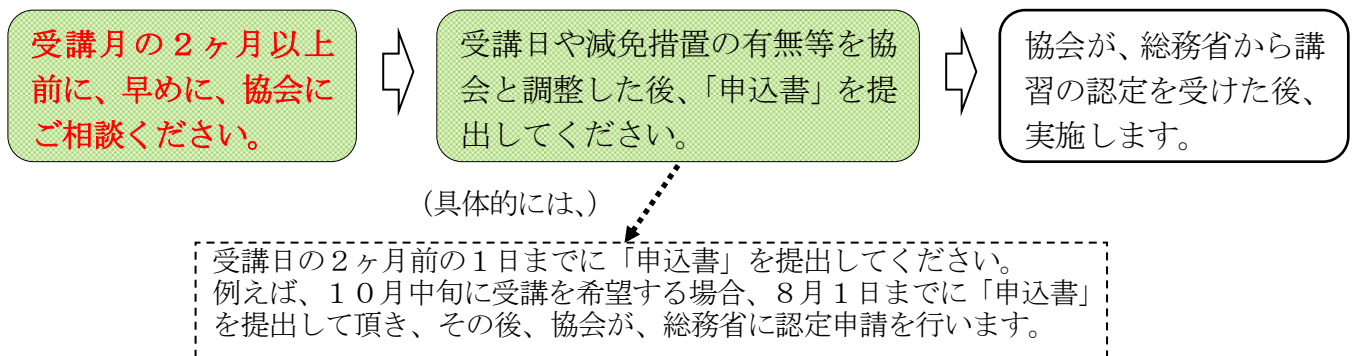 受講月の２ヶ月以上
前に、早めに、協会に
ご相談ください。
受講日や減免措置の有無等を協
会と調整した後、「申込書」を提
出してください。
協会が、総務省から講
習の認定を受けた後、
実施します。
（具体的には、）
受講日の２ヶ月前の１日までに「申込書」を提出してください。
例えば、１０月中旬に受講を希望する場合、８月１日までに「申込書」
を提出して頂き、その後、協会が、総務省に認定申請を行います。